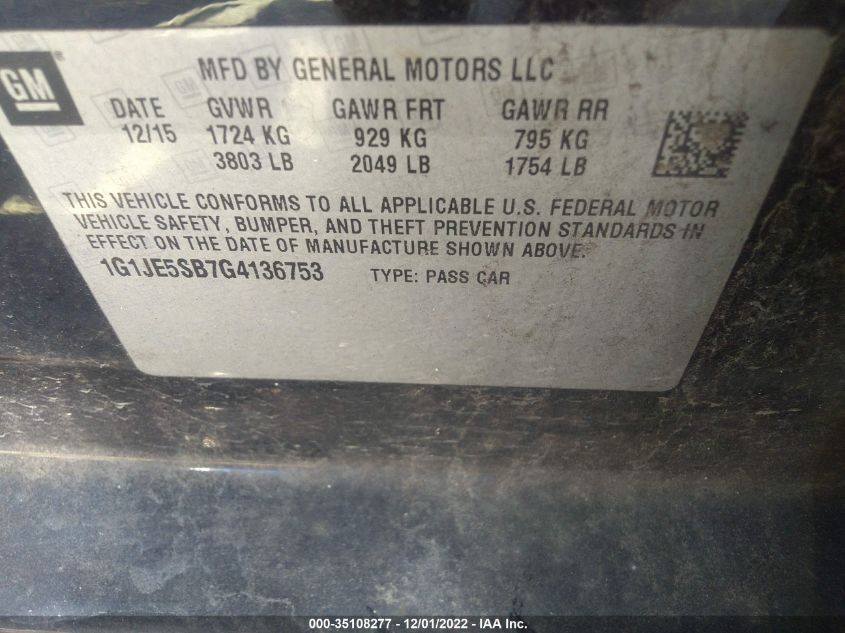 GM
MFD BY GENERAL MOTORS LLC
DATE GVWR GAWR FRT GAWR RR
12/15 1724 KG 929 KG 795 KG
3803 LB 2049 LB 1754 LB
THIS VEHICLE CONFORMS TO ALL APPLICABLE U.S. FEDERAL MOTOR
VEHICLE SAFETY, BUMPER, AND THEFT PREVENTION STANDARDS IN
EFFECT ON THE DATE OF MANUFACTURE SHOWN ABOVE.
1G1JE5SB7G4136753 TYPE: PASS CAR
000-35108277 - 12/01/2022 - IAA Inc.